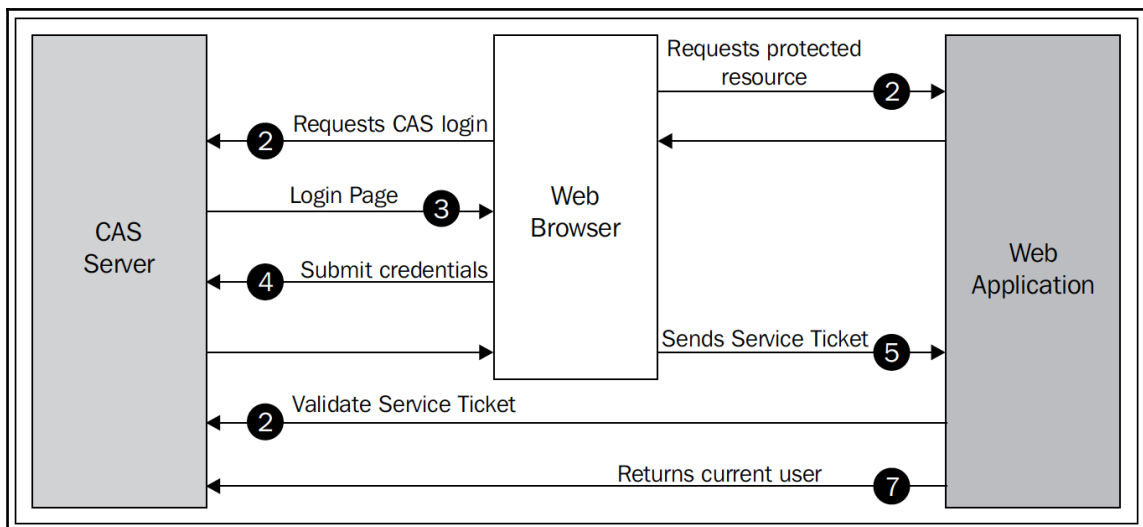 Requests protected
resource
2
2
Requests CAS login
Login Page
3
Web
Browser
CAS
Server
Web
Application
4
Submit credentials
Sends Service Ticket
5
2
Validate Service Ticket
Returns current user
7